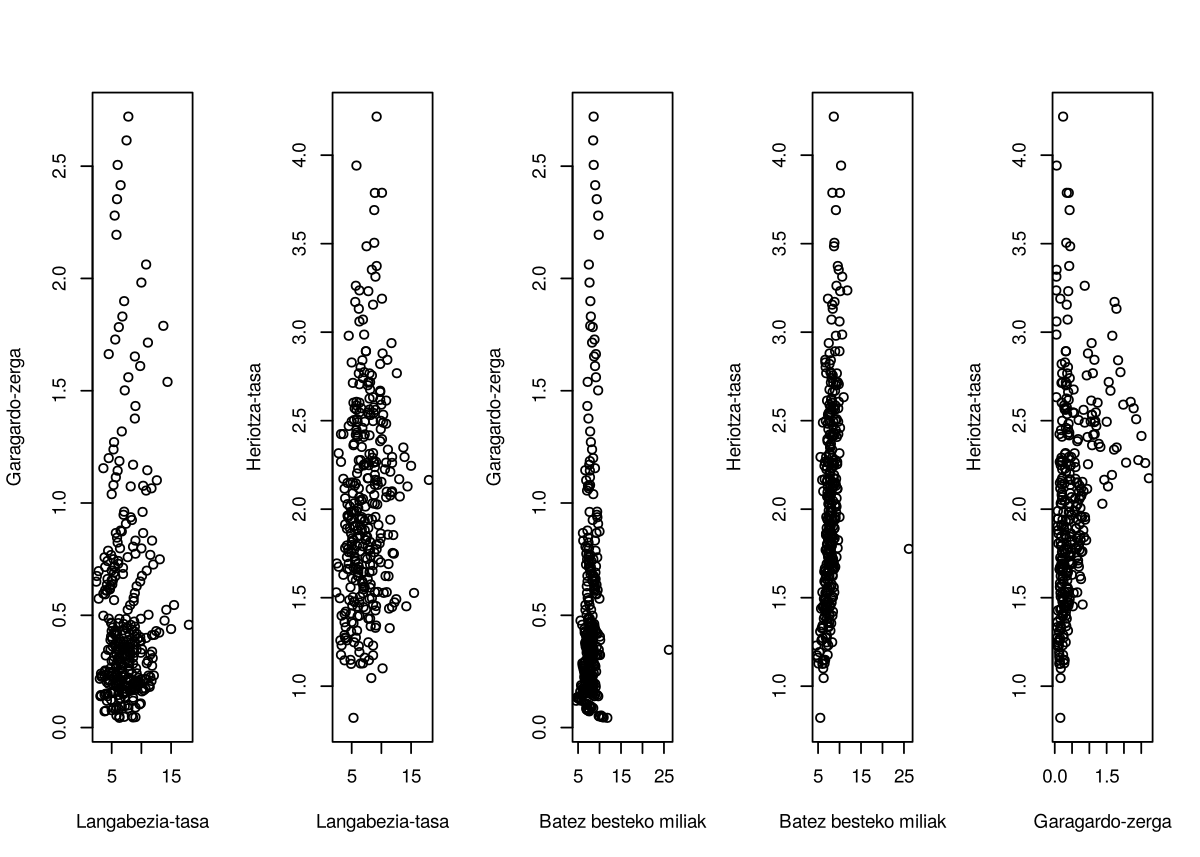 Garagardo-zerga
0.0 0.5 1.0 1.5 2.0 2.5
5 15
Langabezia-tasa
Heriotza-tasa
1.0 1.5 2.0 2.5 3.0 3.5 4.0
5 15
Langabezia-tasa
Garagardo-zerga
0.0 0.5 1.0 1.5 2.0 2.5
5 15 25
Batez besteko miliak
Heriotza-tasa
1.0 1.5 2.0 2.5 3.0 3.5 4.0
5 15 25
Batez besteko miliak
Heriotza-tasa
1.0 1.5 2.0 2.5 3.0 3.5 4.0
0.0 1.5
Garagardo-zerga